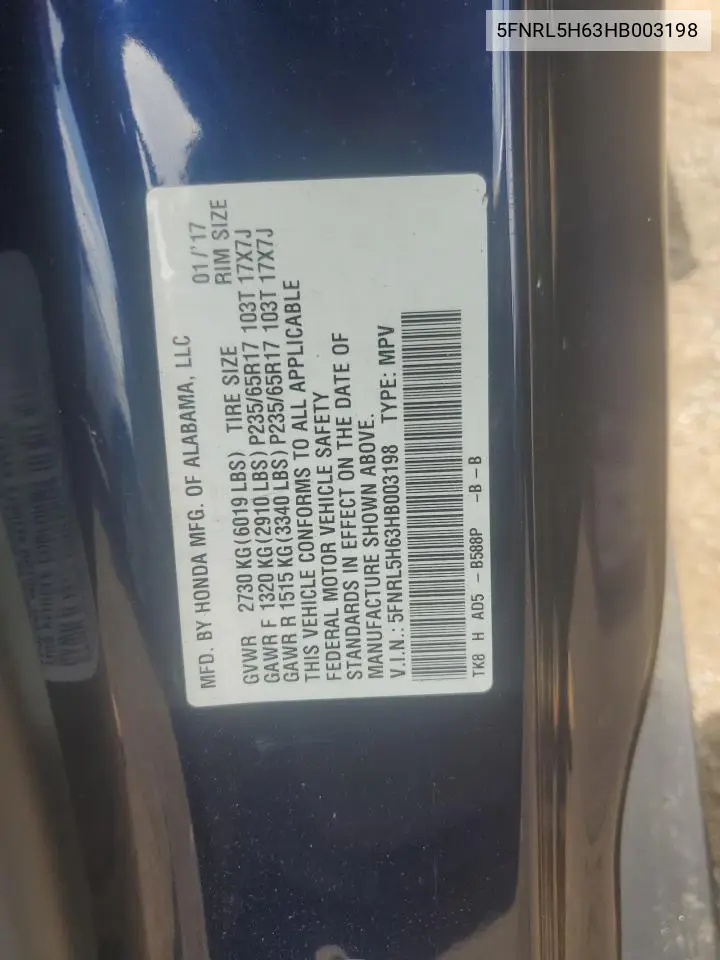 5FNRL5H63HB003198
MFD. BY HONDA MFG. OF ALABAMA, LLC 01/'17
GVWR 2730 KG(6019 LBS) TIRE SIZE RIM SIZE
GAWR F 1320 KG(2910 LBS) P235/65R17 103T 17X7J
GAWR R 1515 KG(3340 LBS) P235/65R17 103T 17X7J
THIS VEHICLE CONFORMS TO ALL APPLICABLE
FEDERAL MOTOR VEHICLE SAFETY
STANDARDS IN EFFECT ON THE DATE OF
MANUFACTURE SHOWN ABOVE.
V.I.N.: 5FNRL5H63HB003198 TYPE: MPV
TK8 H AD5 - B588P -B-B